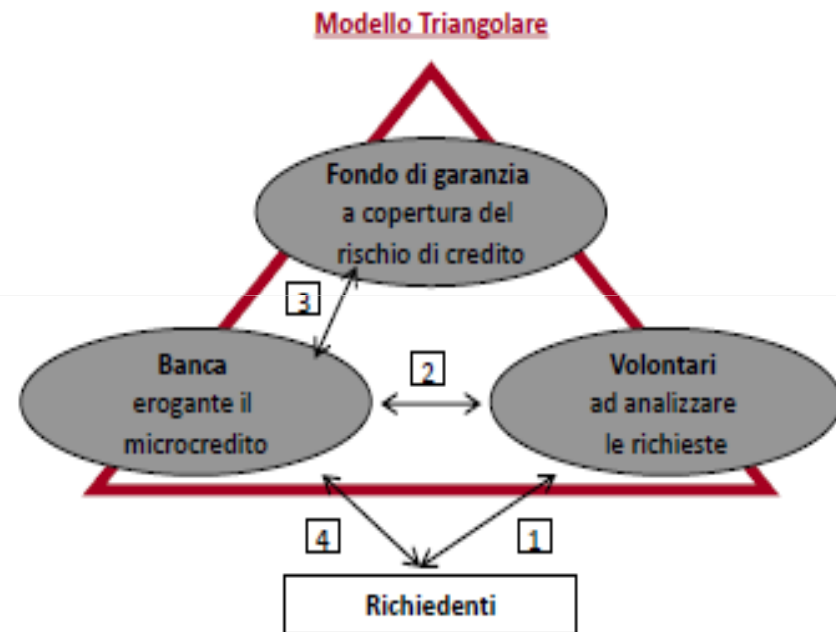 Modello Triangolare
Fondo di garanzia
a copertura del
rischio di credito
3
Banca
erogante il
microcredito
2
Volontari
ad analizzare
le richieste
4
1
Richiedenti